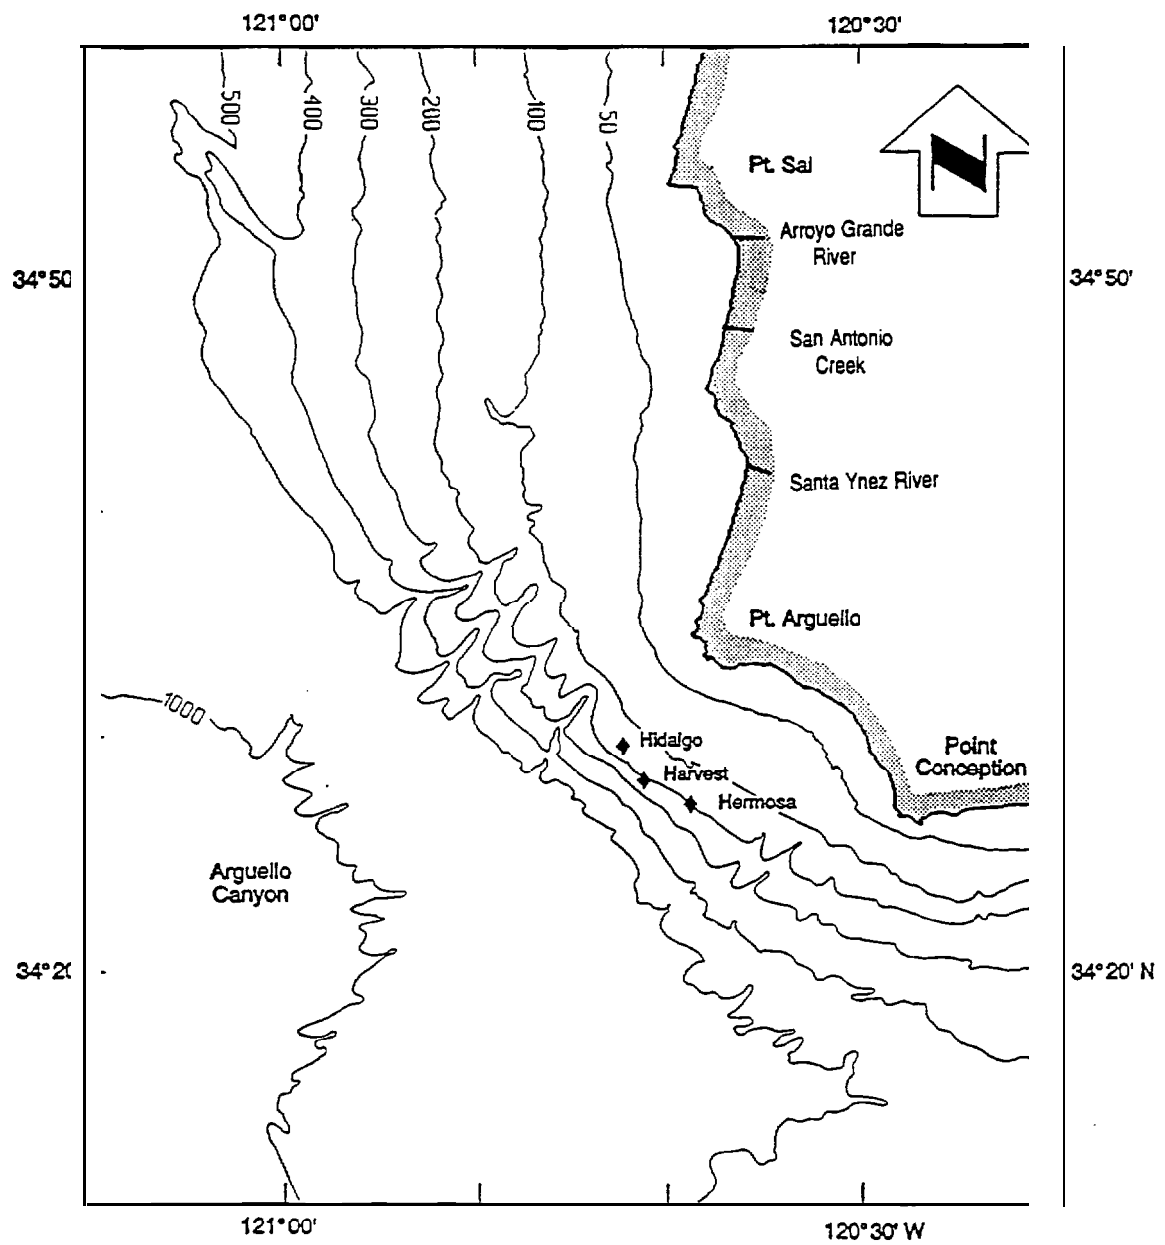 121°00'
120°30'
500
400
300
200
100
50
Pt. Sal
Arroyo Grande
River
34°50
34°50'
San Antonio
Creek
Santa Ynez River
Pt. Arguello
1000
Hidalgo
Harvest
Hermosa
Point
Conception
Arguello
Canyon
34°20
34°20' N
121°00'
120°30' W
N